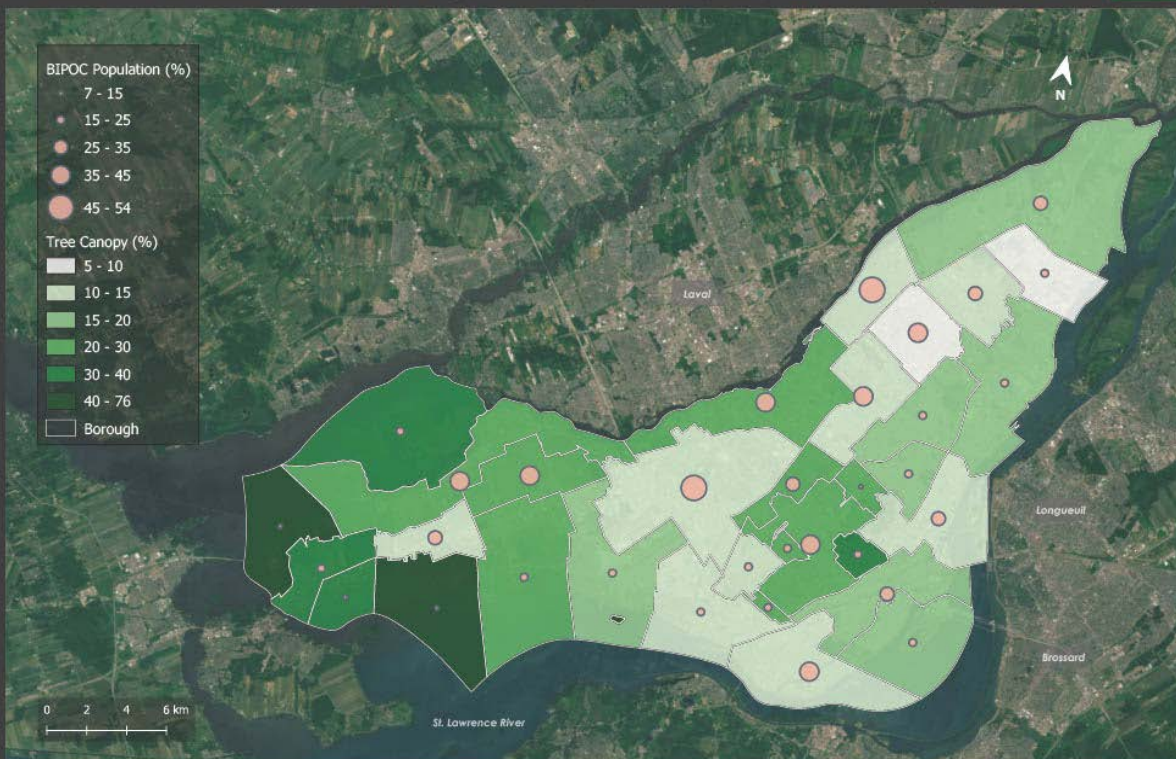 BIPOC Population (%)
7 - 15
15 - 25
25 - 35
35 - 45
45 - 54
Tree Canopy (%)
5 - 10
10 - 15
15 - 20
20 - 30
30 - 40
40 - 76
Borough
N
Laval
Longueuil
Brossard
St. Lawrence River
0 2 4 6 km